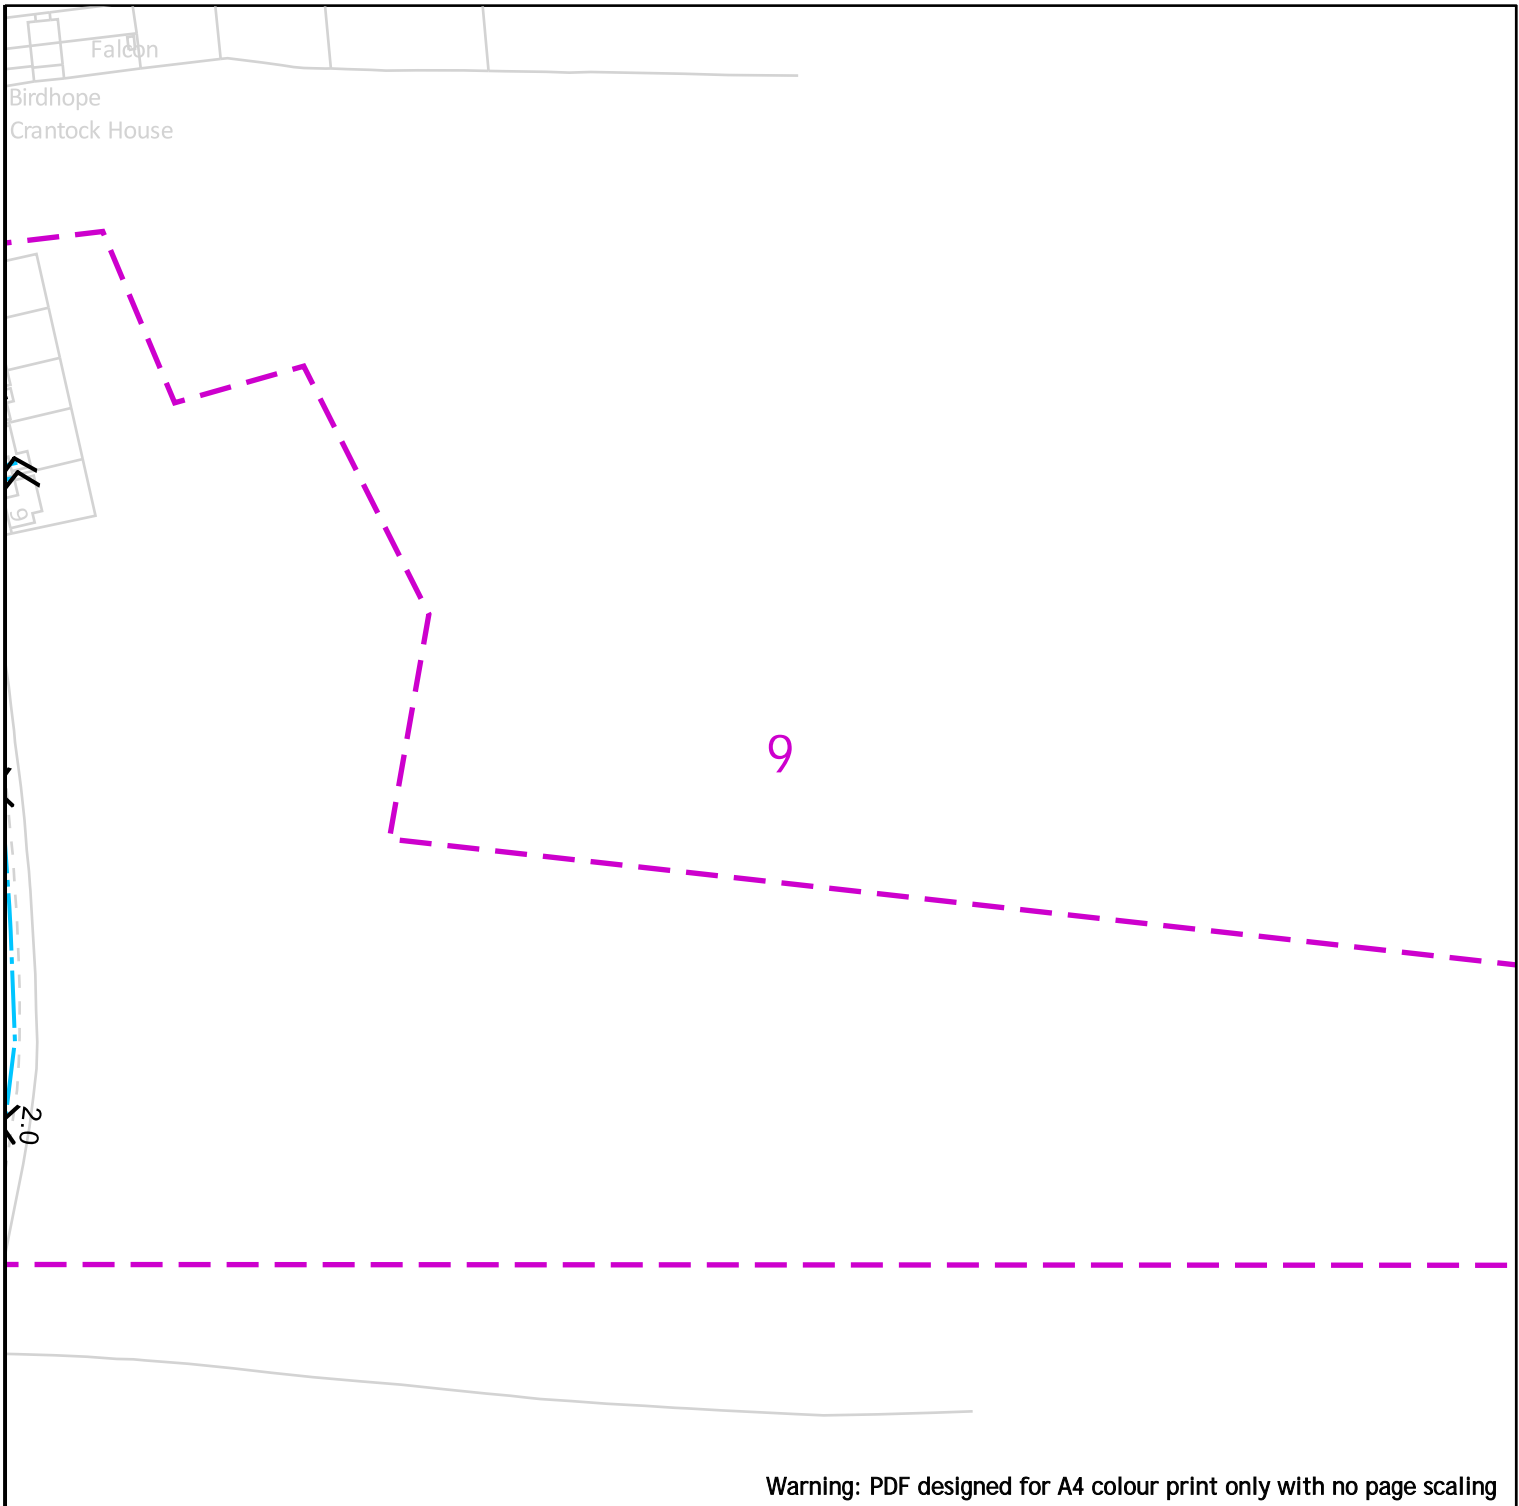 Falcon
Birdhope
Crantock House
9
9
2.0
Warning: PDF designed for A4 colour print only with no page scaling